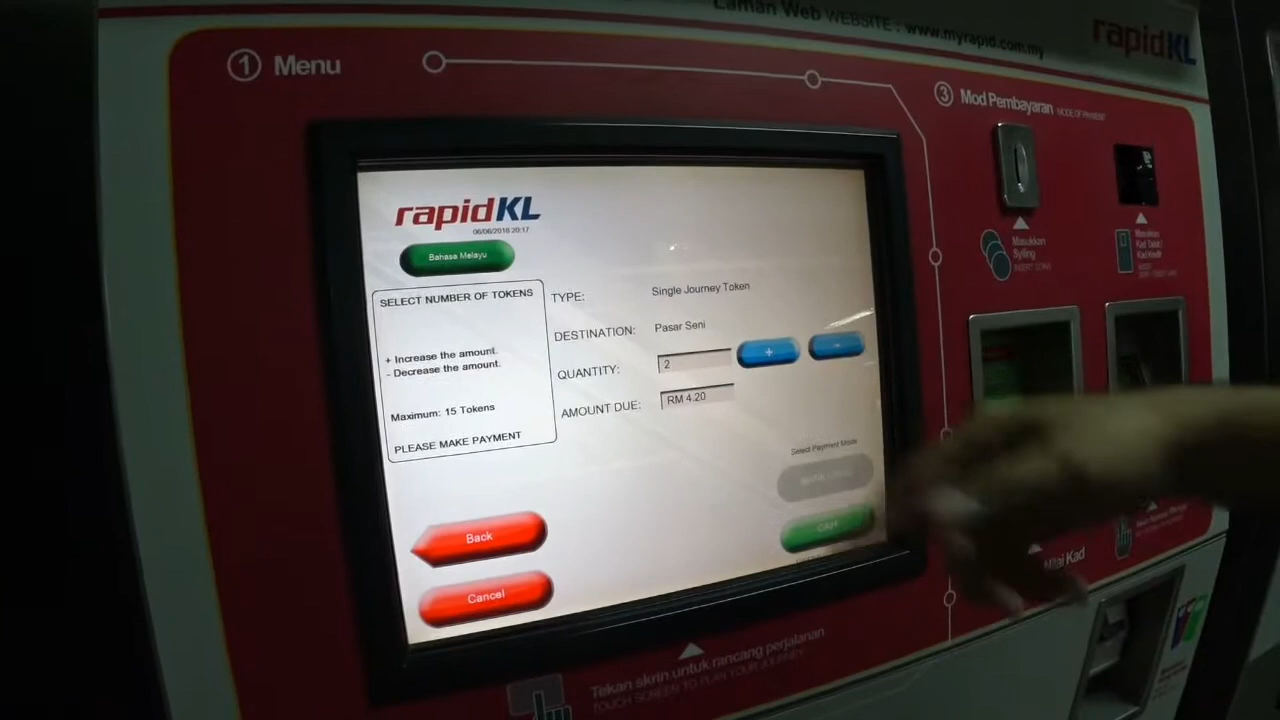 Laman Web WEBSITE : www.myrapid.com.my
rapidKL
1 Menu
3 Mod Pembayaran MODE OF PAYMENT
rapidKL
06/06/2018 20:17
Bahasa Melayu
SELECT NUMBER OF TOKENS
+ Increase the amount.
- Decrease the amount.
Maximum: 15 Tokens
PLEASE MAKE PAYMENT
TYPE: Single Journey Token
DESTINATION: Pasar Seni
QUANTITY: 2 + -
AMOUNT DUE: RM 4.20
Select Payment Mode
CASH
Back
Cancel
Masukkan
Syiling
INSERT COINS
Masukkan
Kad Debit/
Kad Kredit
Nilai Kad
Tekan skrin untuk rancang perjalanan
TOUCH SCREEN TO PLAN YOUR JOURNEY